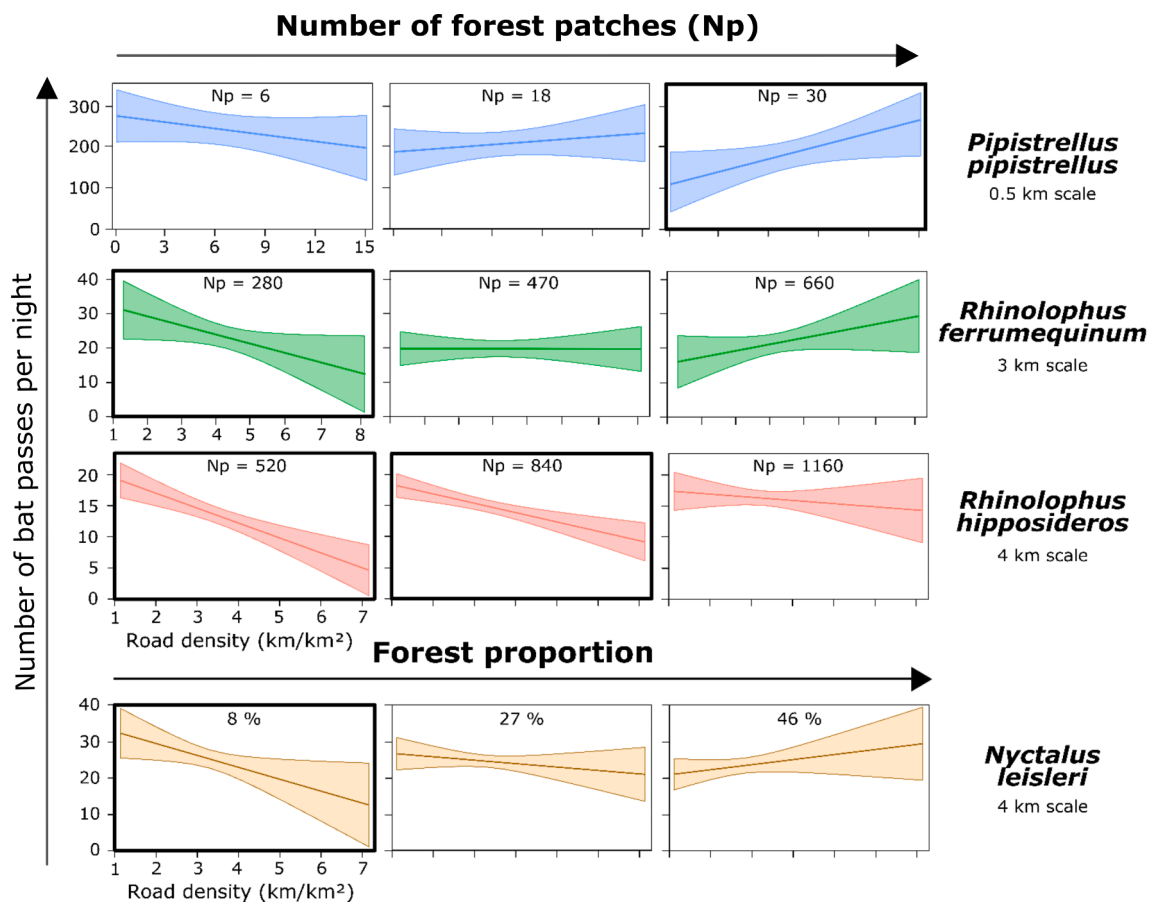 Number of forest patches (Np)
Number of bat passes per night
Np = 6
Np = 18
Np = 30
300
200
100
0
0 3 6 9 12 15
Pipistrellus
pipistrellus
0.5 km scale
Np = 280
Np = 470
Np = 660
40
30
20
10
0
1 2 3 4 5 6 7 8
Rhinolophus
ferrumequinum
3 km scale
Np = 520
Np = 840
Np = 1160
20
15
10
5
0
1 2 3 4 5 6 7
Road density (km/km²)
Rhinolophus
hipposideros
4 km scale
Forest proportion
8 %
27 %
46 %
40
30
20
10
0
1 2 3 4 5 6 7
Road density (km/km²)
Nyctalus
leisleri
4 km scale